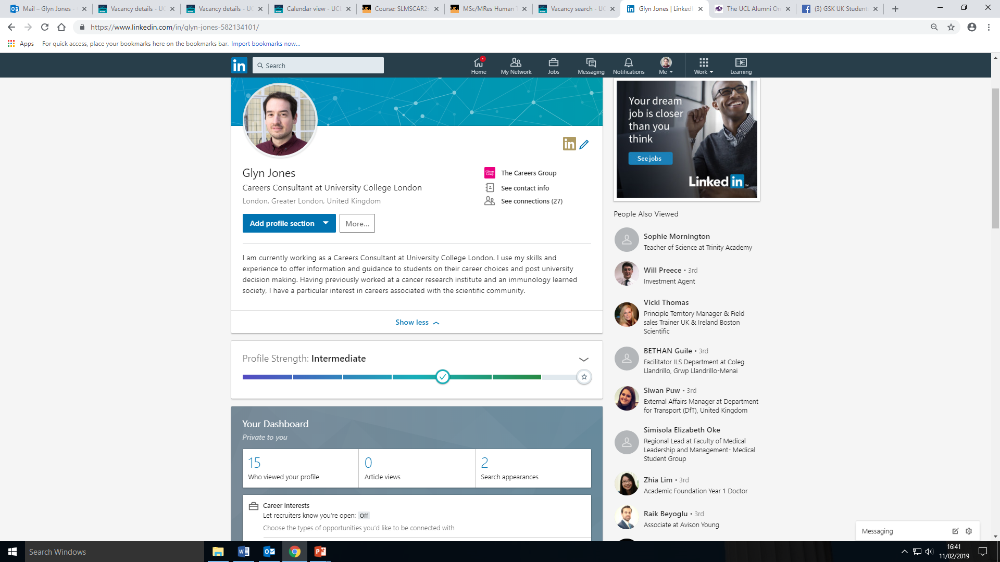 Mail – Glyn Jones -
Vacancy details - UC
Vacancy details - UC
Calendar view - UCL
Course: SLMSCAR2
MSc/MRes Human T
Vacancy search - UC
Glyn Jones | LinkedI
The UCL Alumni On
(3) GSK UK Student
https://www.linkedin.com/in/glyn-jones-582134101/
Apps For quick access, place your bookmarks here on the bookmarks bar. Import bookmarks now...
in Search
Home
My Network
Jobs
Messaging
Notifications
Me
Work
Learning
in
Glyn Jones
Careers Consultant at University College London
London, Greater London, United Kingdom
The Careers Group
See contact info
See connections (27)
Add profile section More...
I am currently working as a Careers Consultant at University College London. I use my skills and
experience to offer information and guidance to students on their career choices and post university
decision making. Having previously worked at a cancer research institute and an immunology learned
society, I have a particular interest in careers associated with the scientific community.
Show less
Profile Strength: Intermediate
Your Dashboard
Private to you
15
Who viewed your profile
0
Article views
2
Search appearances
Career interests
Let recruiters know you're open: Off
Choose the types of opportunities you'd like to be connected with
Your dream
job is closer
than you
think
See jobs
Linked in
People Also Viewed
Sophie Mornington
Teacher of Science at Trinity Academy
Will Preece • 3rd
Investment Agent
Vicki Thomas
Principle Territory Manager & Field
sales Trainer UK & Ireland Boston
Scientific
BETHAN Guile • 3rd
Facilitator ILS Department at Coleg
Llandrillo, Grwp Llandrillo-Menai
Siwan Puw • 3rd
External Affairs Manager at Department
for Transport (DfT), United Kingdom
Simisola Elizabeth Oke
Regional Lead at Faculty of Medical
Leadership and Management- Medical
Student Group
Zhia Lim • 3rd
Academic Foundation Year 1 Doctor
Raik Beyoglu • 3rd
Associate at Avison Young
Messaging
Search Windows
16:41
11/02/2019